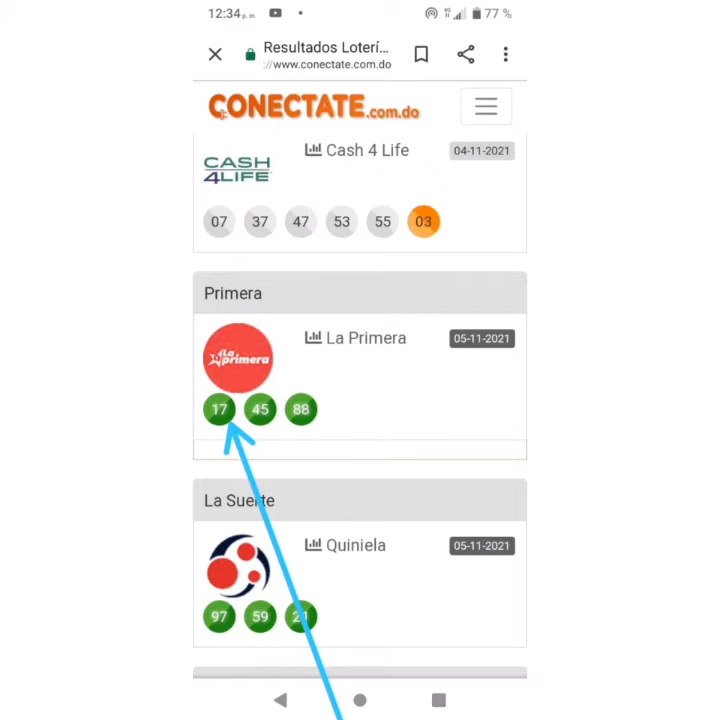 12:34 p. m. 4G 77 %
Resultados Loterí...
://www.conectate.com.do
CONECTATE.com.do
CASH
4LIFE
Cash 4 Life 04-11-2021
07 37 47 53 55 03
Primera
La
primera
La Primera 05-11-2021
17 45 88
La Suerte
Quiniela 05-11-2021
97 59 21